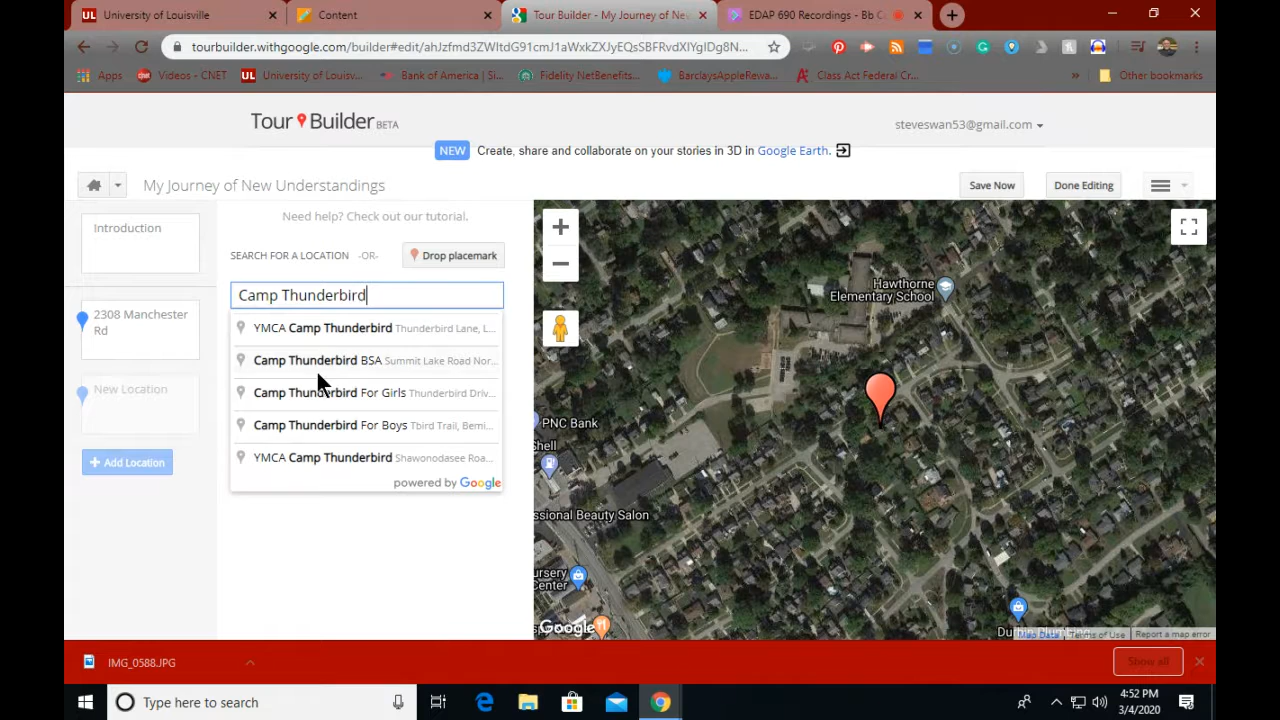 University of Louisville
Content
Tour Builder - My Journey of Nev
EDAP 690 Recordings - Bb C
tourbuilder.withgoogle.com/builder#edit/
Apps
Videos - CNET
UL University of Louisv...
Bank of America | Si...
Fidelity NetBenefits...
BarclaysAppleRewa...
Class Act Federal Cr...
Other bookmarks
Tour Builder BETA
steveswan53@gmail.com
NEW Create, share and collaborate on your stories in 3D in Google Earth.
My Journey of New Understandings
Save Now
Done Editing
Introduction
2308 Manchester
Rd
New Location
+ Add Location
Need help? Check out our tutorial.
SEARCH FOR A LOCATION -OR- Drop placemark
Camp Thunderbird
YMCA Camp Thunderbird Thunderbird Lane, L...
Camp Thunderbird BSA Summit Lake Road Nor...
Camp Thunderbird For Girls Thunderbird Driv...
Camp Thunderbird For Boys Tbird Trail, Bemi...
YMCA Camp Thunderbird Shawonodasee Roa...
powered by Google
Hawthorne
Elementary School
PNC Bank
Shell
ssional Beauty Salon
ursery
Center
Google
Map Data
Terms of Use
Report a map error
IMG_0588.JPG
Show all
Type here to search
4:52 PM
3/4/2020